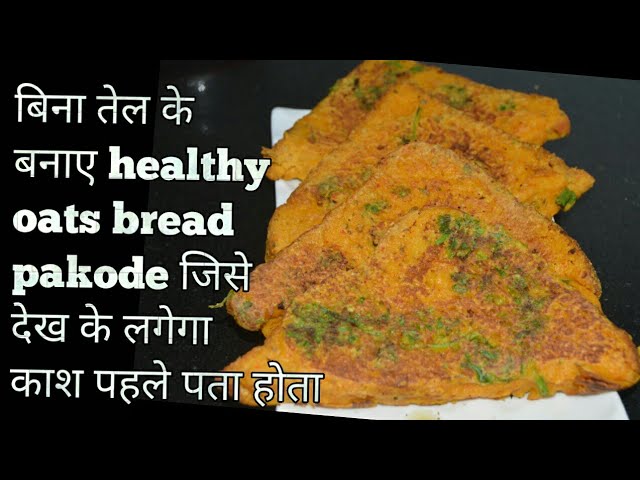 बिना तेल के
बनाए healthy
oats bread
pakode जिसे
देख के लगेगा
काश पहले पता होता